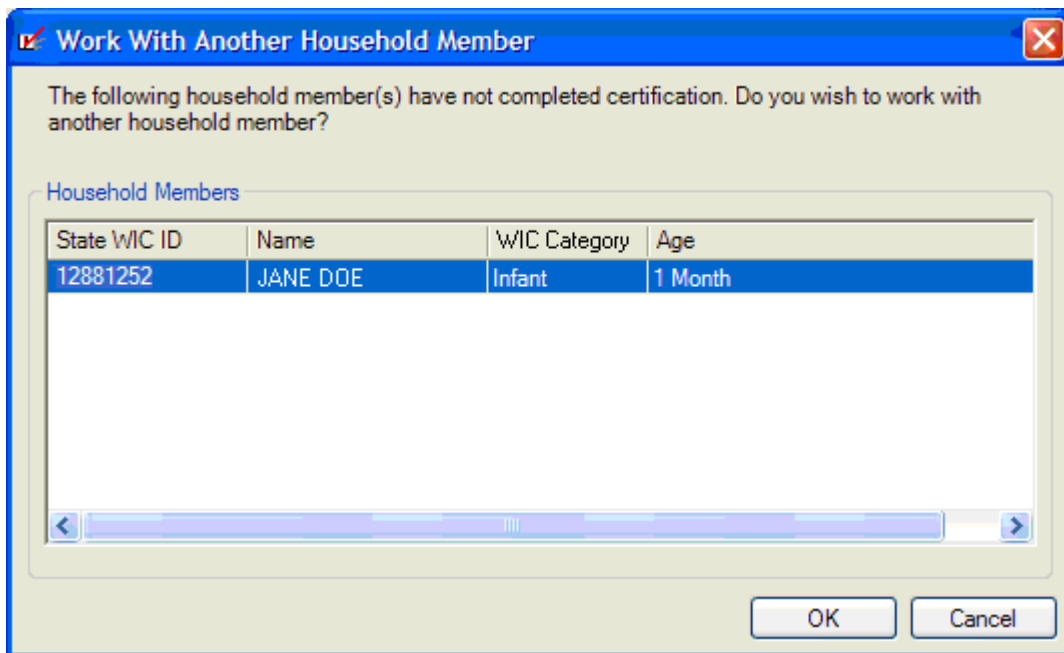 Work With Another Household Member
The following household member(s) have not completed certification. Do you wish to work with
another household member?
Household Members
State WIC ID Name WIC Category Age
12881252 JANE DOE Infant 1 Month
OK Cancel